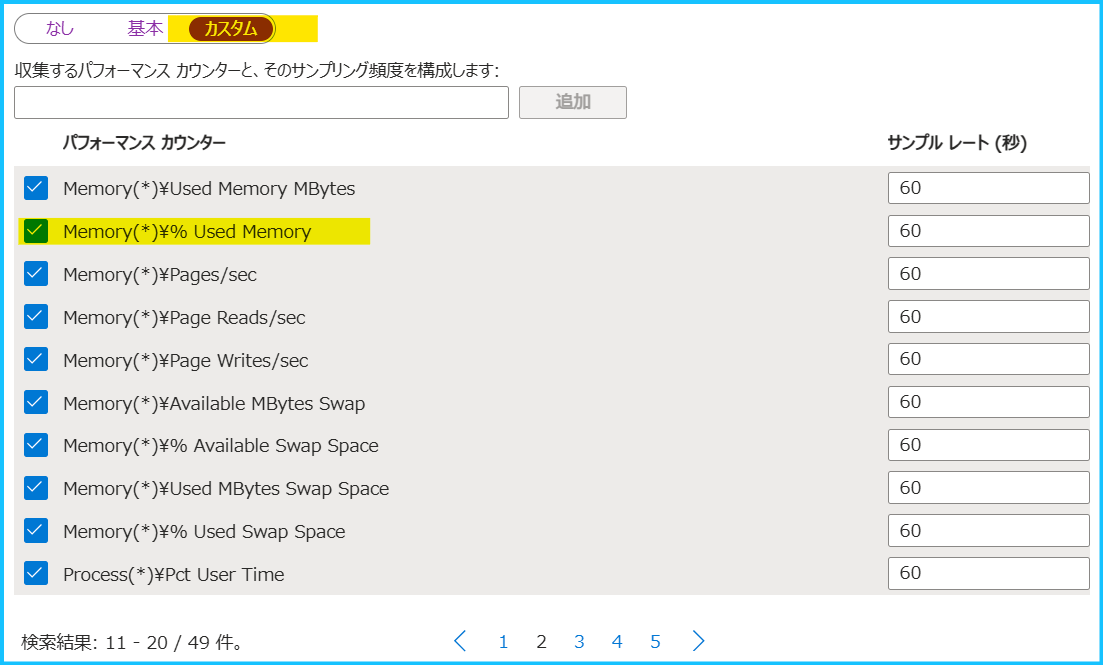 なし 基本 カスタム
収集するパフォーマンス カウンターと、そのサンプリング頻度を構成します:
追加
パフォーマンス カウンター サンプル レート (秒)
Memory(*)¥Used Memory MBytes 60
Memory(*)¥% Used Memory 60
Memory(*)¥Pages/sec 60
Memory(*)¥Page Reads/sec 60
Memory(*)¥Page Writes/sec 60
Memory(*)¥Available MBytes Swap 60
Memory(*)¥% Available Swap Space 60
Memory(*)¥Used MBytes Swap Space 60
Memory(*)¥% Used Swap Space 60
Process(*)¥Pct User Time 60
検索結果: 11 - 20 / 49 件。 1 2 3 4 5